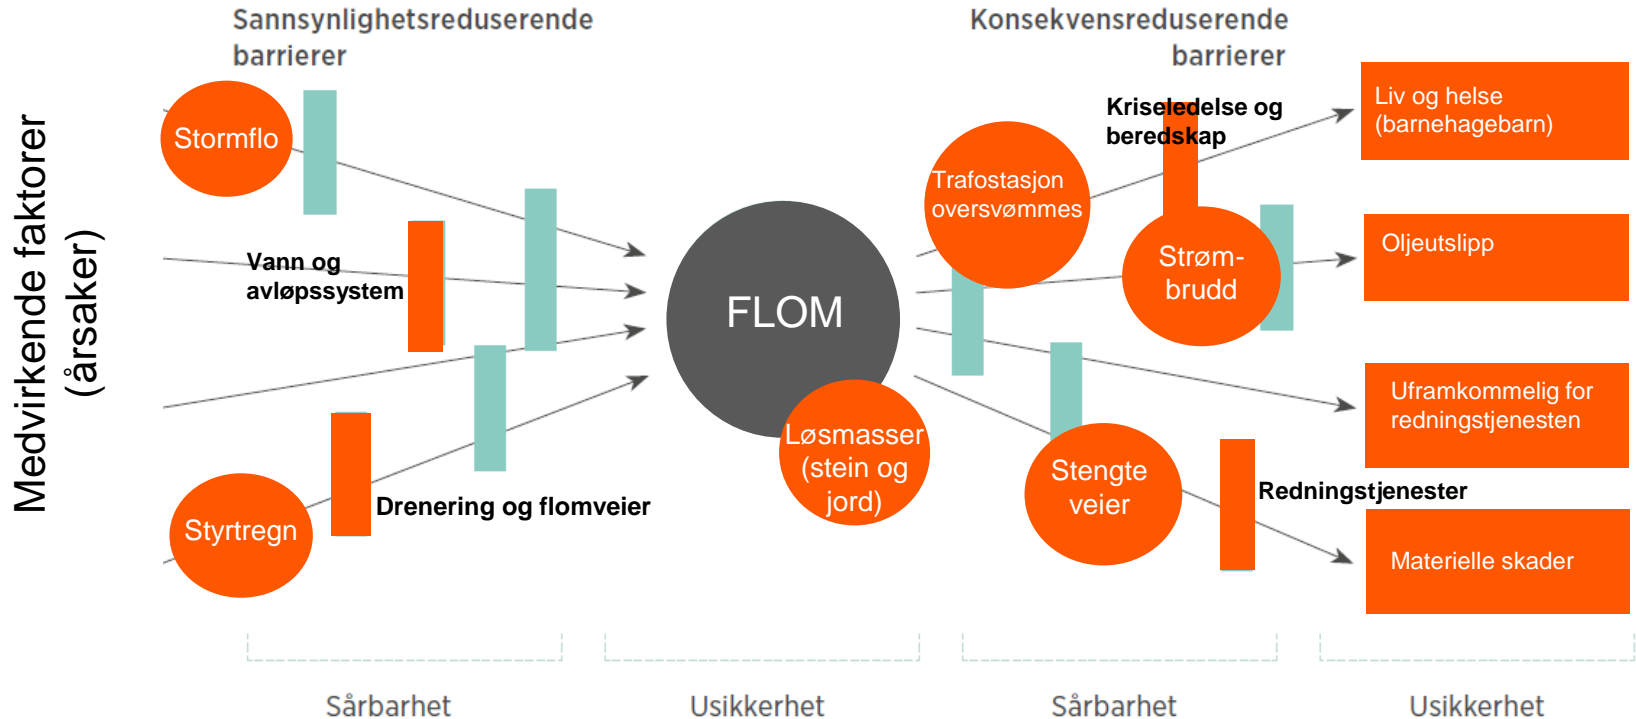 Sannsynlighetsreduserende
barrierer
Konsekvensreduserende
barrierer
Medvirkende faktorer
(årsaker)
Stormflo
Vann og
avløpssystem
Styrtregn
Drenering og flomveier
FLOM
Løsmasser
(stein og
jord)
Trafostasjon
oversvømmes
Kriseledelse og
beredskap
Strøm-
brudd
Stengte
veier
Redningstjenester
Liv og helse
(barnehagebarn)
Oljeutslipp
Uframkommelig for
redningstjenesten
Materielle skader
Sårbarhet
Usikkerhet
Sårbarhet
Usikkerhet